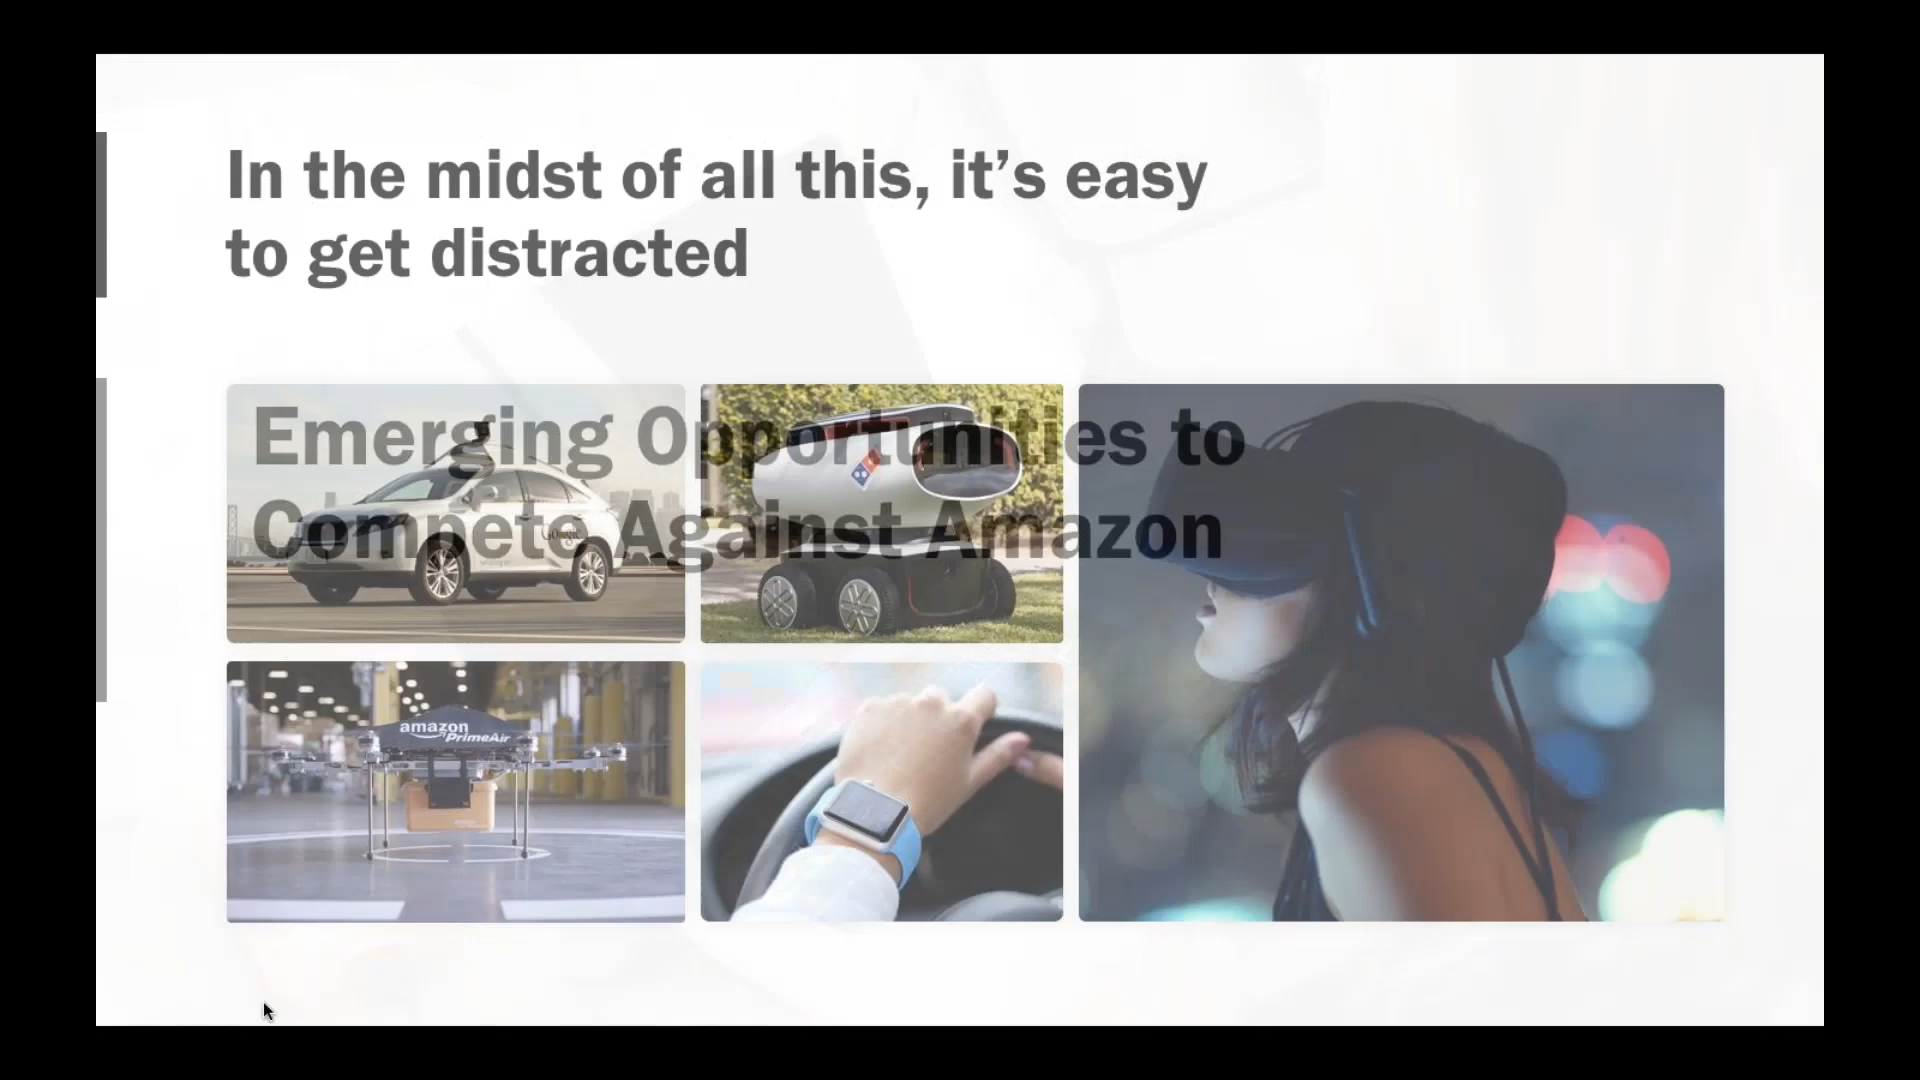 In the midst of all this, it’s easy
to get distracted
Emerging Opportunities to
Compete Against Amazon
Google
amazon
PrimeAir